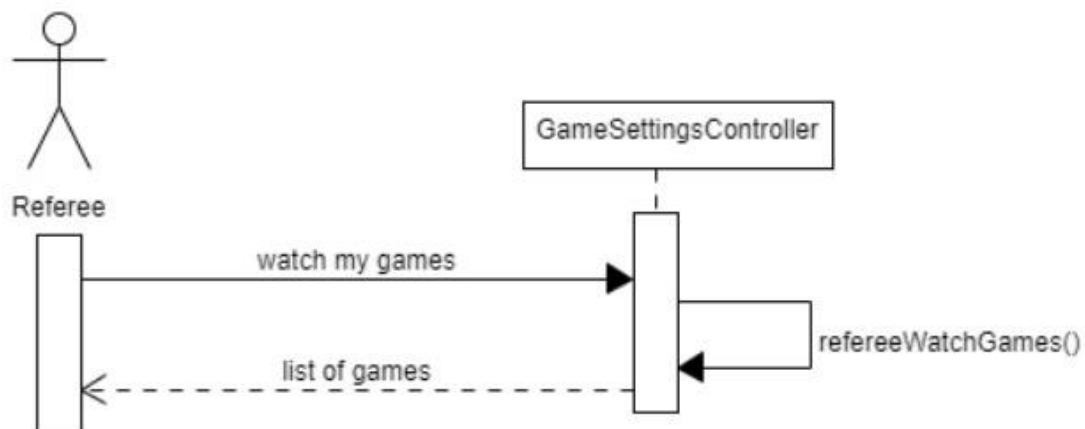 GameSettingsController
Referee
watch my games
refereeWatchGames()
list of games